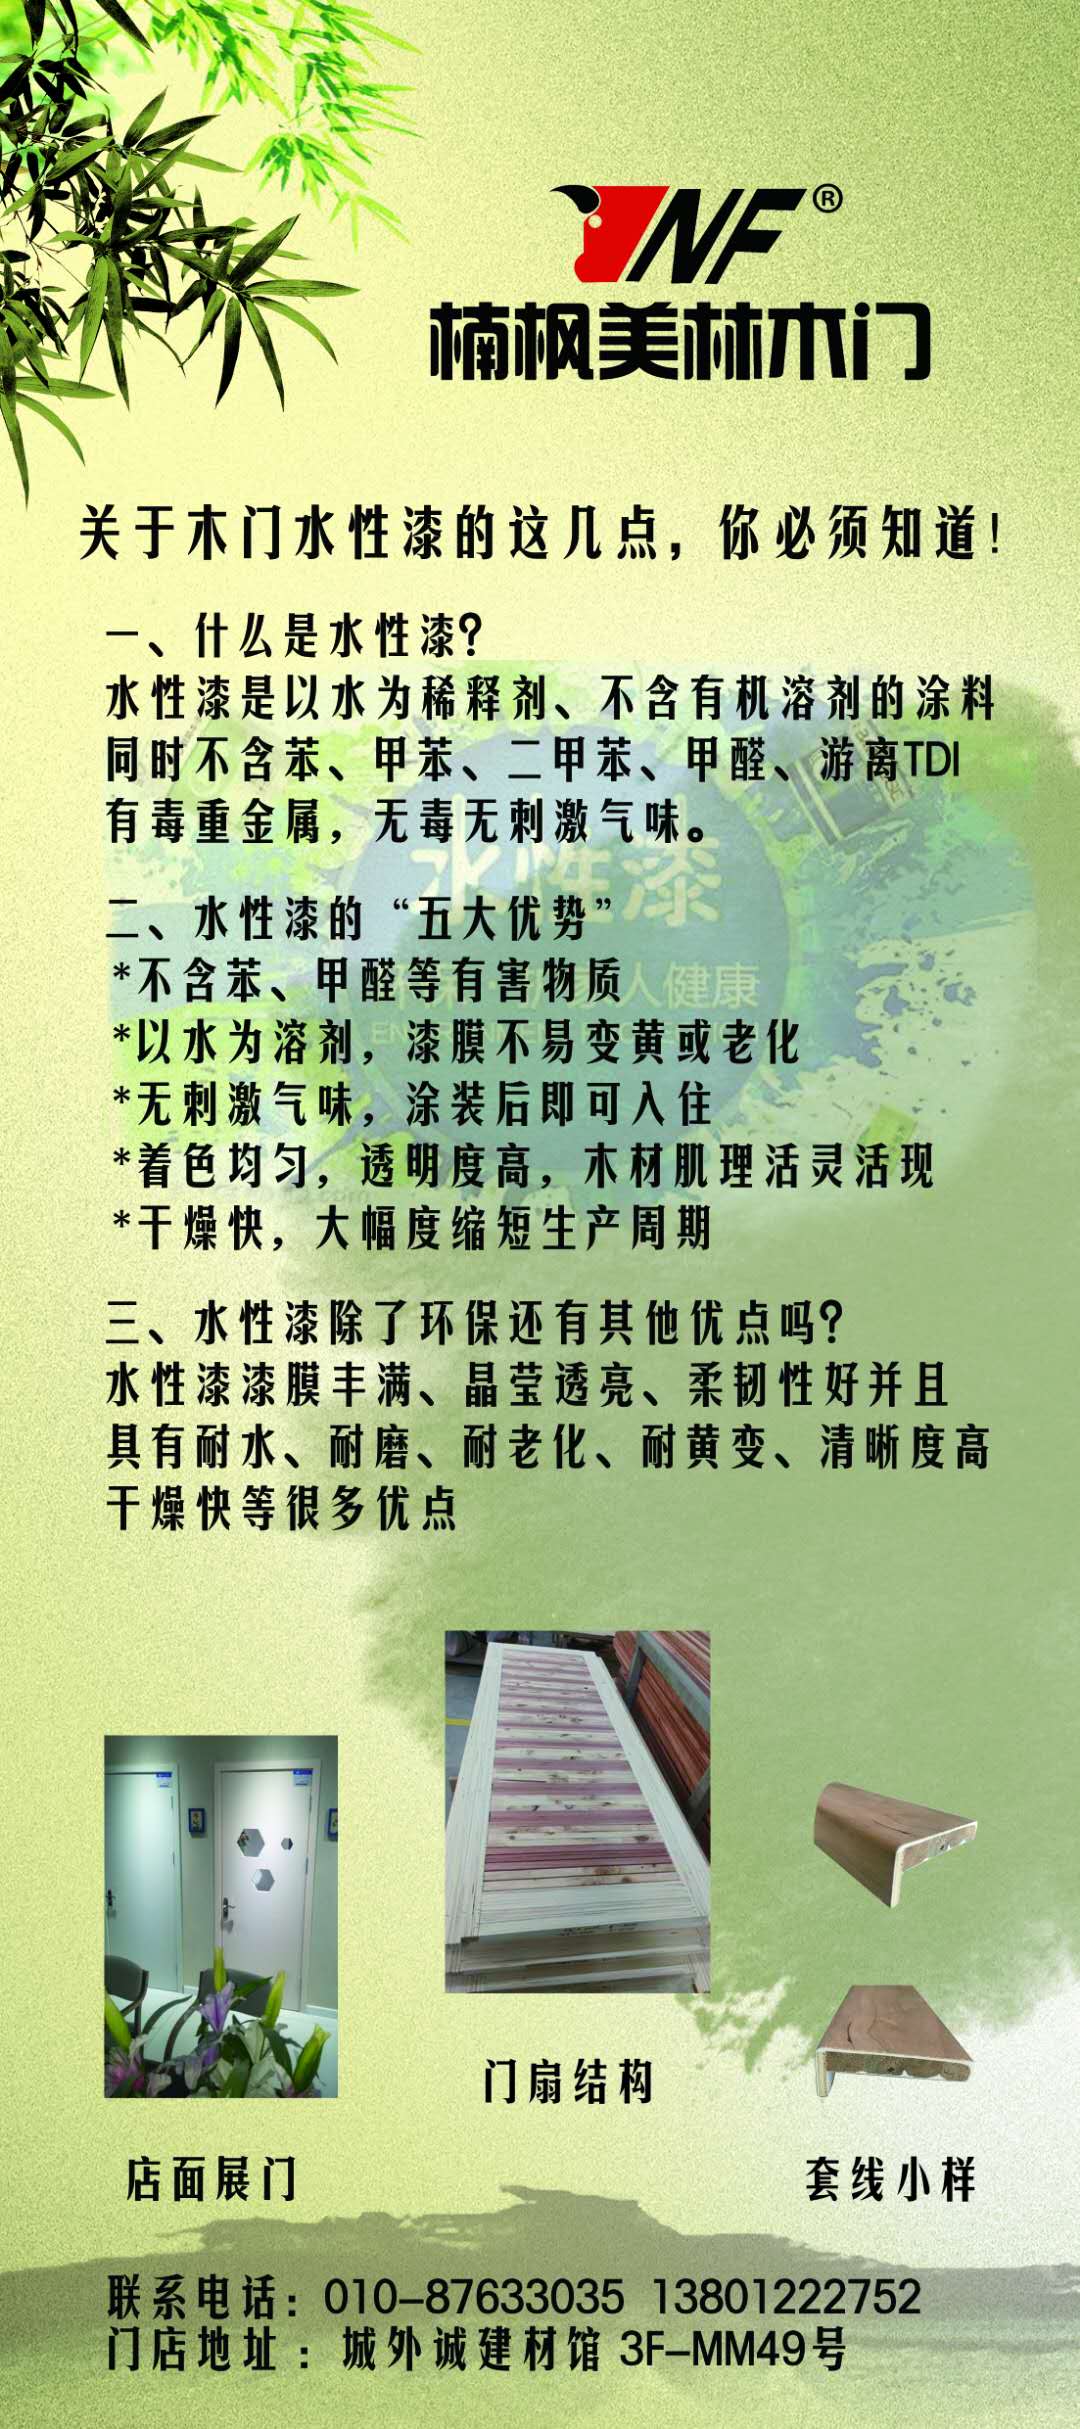 NF®
楠枫美林木门
关于木门水性漆的这几点，你必须知道！
一、什么是水性漆？
水性漆是以水为稀释剂、不含有机溶剂的涂料
同时不含苯、甲苯、二甲苯、甲醛、游离TDI
有毒重金属，无毒无刺激气味。
水性漆
二、水性漆的“五大优势”
*不含苯、甲醛等有害物质
人健康
*以水为溶剂，漆膜不易变黄或老化
*无刺激气味，涂装后即可入住
*着色均匀，透明度高，木材肌理活灵活现
*干燥快，大幅度缩短生产周期
三、水性漆除了环保还有其他优点吗？
水性漆漆膜丰满、晶莹透亮、柔韧性好并且
具有耐水、耐磨、耐老化、耐黄变、清晰度高
干燥快等很多优点
门扇结构
店面展门
套线小样
联系电话：010-87633035 13801222752
门店地址：城外诚建材馆 3F-MM49号